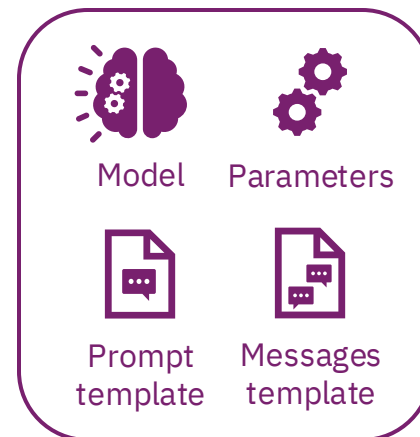 Model
Parameters
Prompt
template
Messages
template